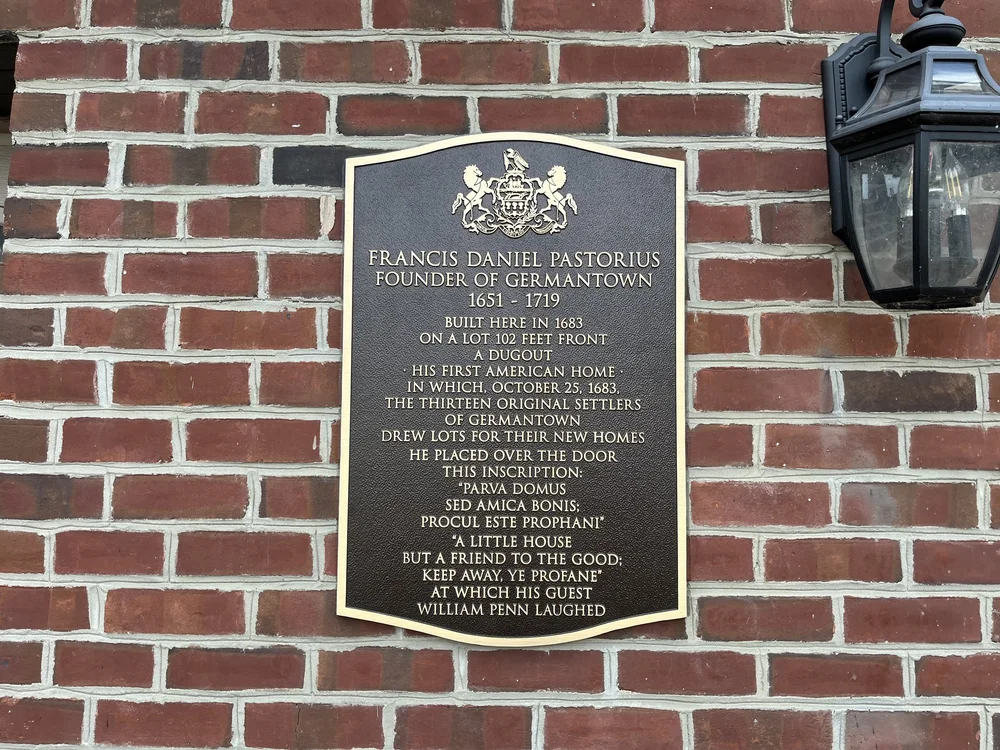 FRANCIS DANIEL PASTORIUS
FOUNDER OF GERMANTOWN
1651 - 1719
BUILT HERE IN 1683
ON A LOT 102 FEET FRONT
A DUGOUT
· HIS FIRST AMERICAN HOME ·
IN WHICH, OCTOBER 25, 1683,
THE THIRTEEN ORIGINAL SETTLERS
OF GERMANTOWN
DREW LOTS FOR THEIR NEW HOMES
HE PLACED OVER THE DOOR
THIS INSCRIPTION:
"PARVA DOMUS
SED AMICA BONIS;
PROCUL ESTE PROPHANI"
"A LITTLE HOUSE
BUT A FRIEND TO THE GOOD;
KEEP AWAY, YE PROFANE"
AT WHICH HIS GUEST
WILLIAM PENN LAUGHED